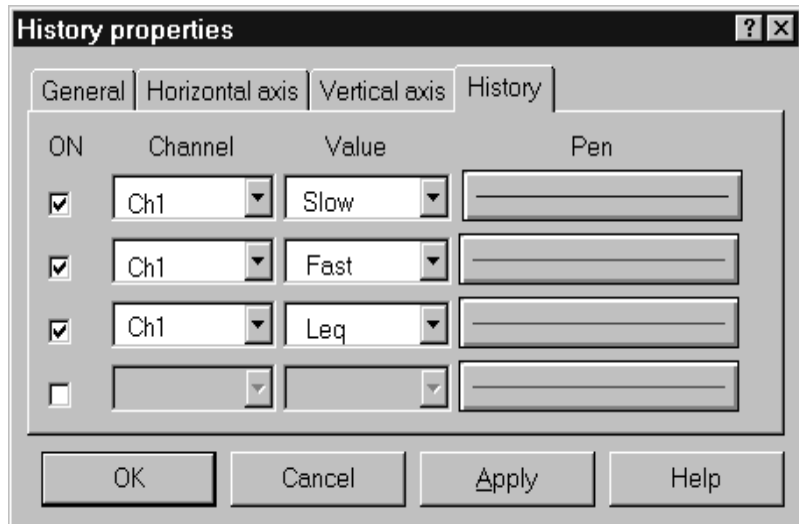 History properties
General Horizontal axis Vertical axis History
ON Channel Value Pen
Ch1 Slow
Ch1 Fast
Ch1 Leq
OK Cancel Apply Help